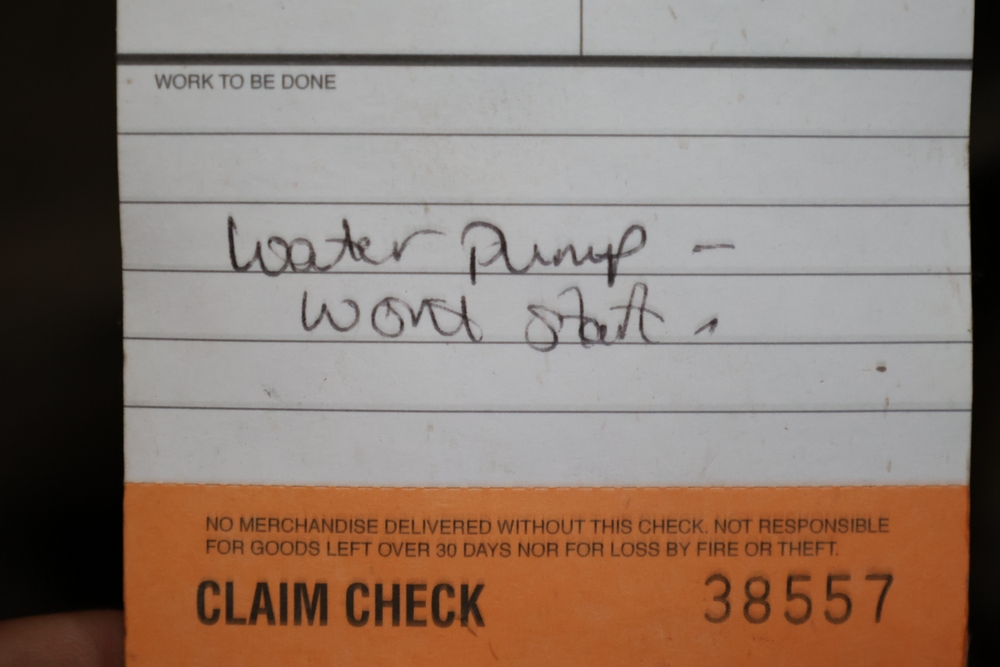 WORK TO BE DONE
Water Pump -
wont start.
NO MERCHANDISE DELIVERED WITHOUT THIS CHECK. NOT RESPONSIBLE
FOR GOODS LEFT OVER 30 DAYS NOR FOR LOSS BY FIRE OR THEFT.
CLAIM CHECK 38557